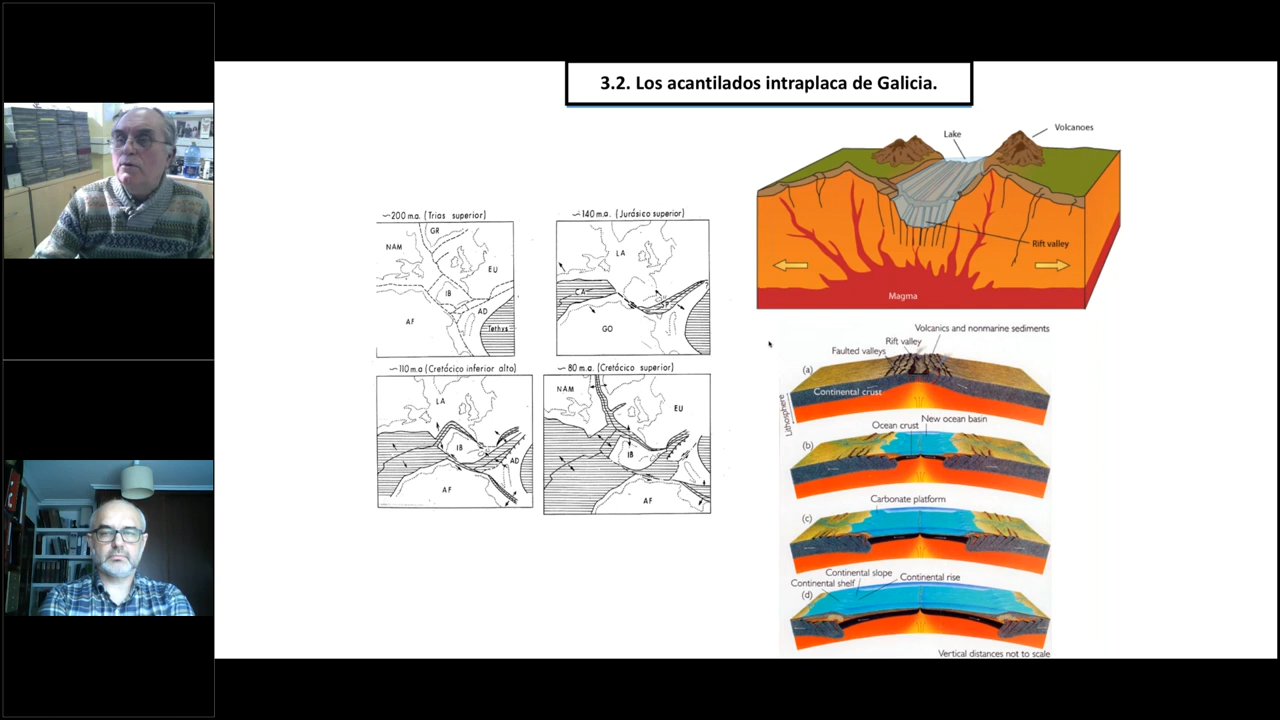 3.2. Los acantilados intraplaca de Galicia.
Lake
Volcanoes
Rift valley
Magma
~200 m.a. (Trias superior)
GR
NAM
EU
IB
AF
AD
Tethys
~140 m.a. (Jurásico superior)
LA
CA
SP
GO
~110 m.a (Cretócico inferior alto)
LA
IB
AD
AF
~80 m.a. (Cretócico superior)
NAM
EU
IB
AF
Volcanics and nonmarine sediments
Rift valley
Faulted valleys
(a)
Continental crust
Lithosphere
New ocean basin
Ocean crust
(b)
Carbonate platform
(c)
Continental slope
Continental rise
Continental shelf
(d)
Vertical distances not to scale